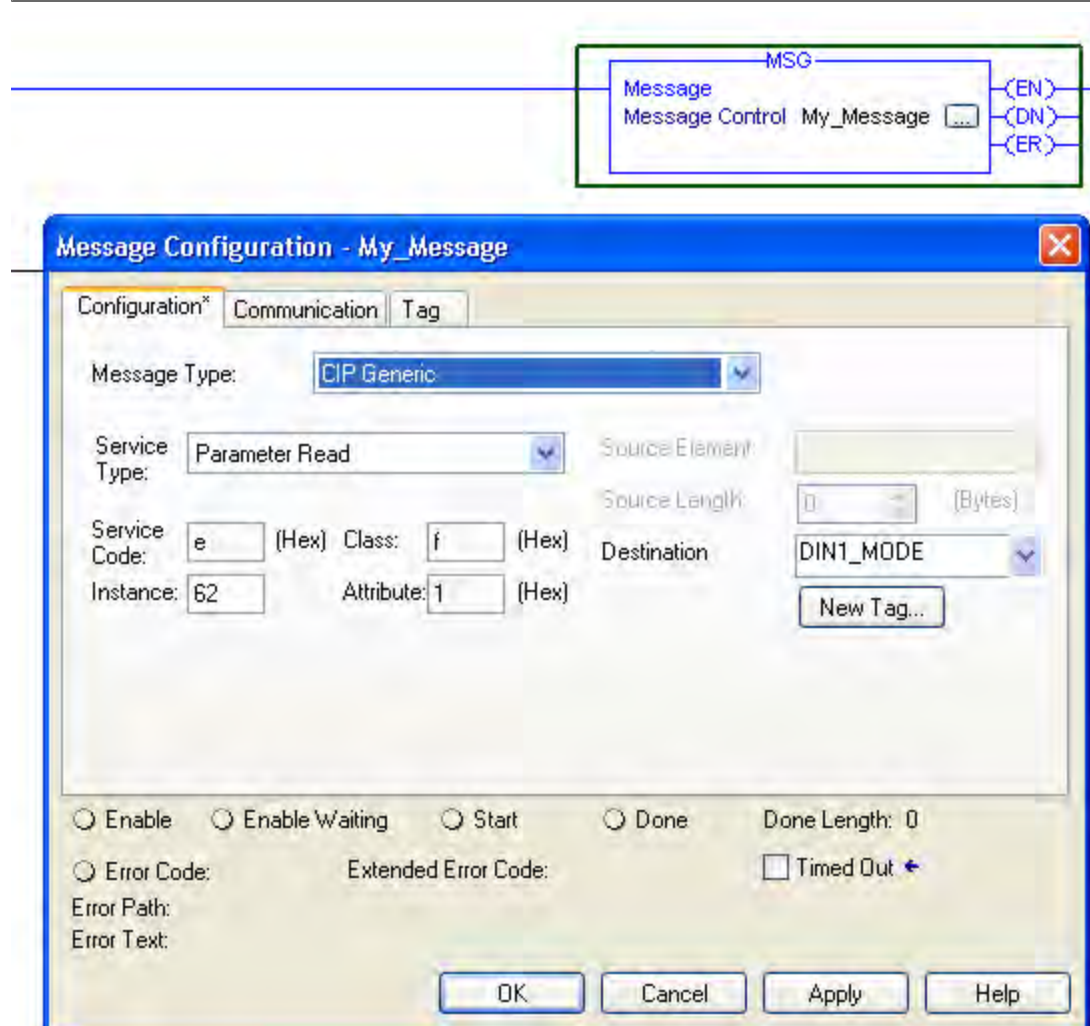 MSG
Message (EN)
Message Control My_Message ... (DN)
(ER)
Message Configuration - My_Message
Configuration* Communication Tag
Message Type: CIP Generic
Service Type: Parameter Read Source Element:
Source Length: 0 (Bytes)
Service Code: e (Hex) Class: f (Hex) Destination DIN1_MODE
Instance: 62 Attribute: 1 (Hex) New Tag...
Enable Enable Waiting Start Done Done Length: 0
Error Code: Extended Error Code: Timed Out
Error Path:
Error Text:
OK Cancel Apply Help